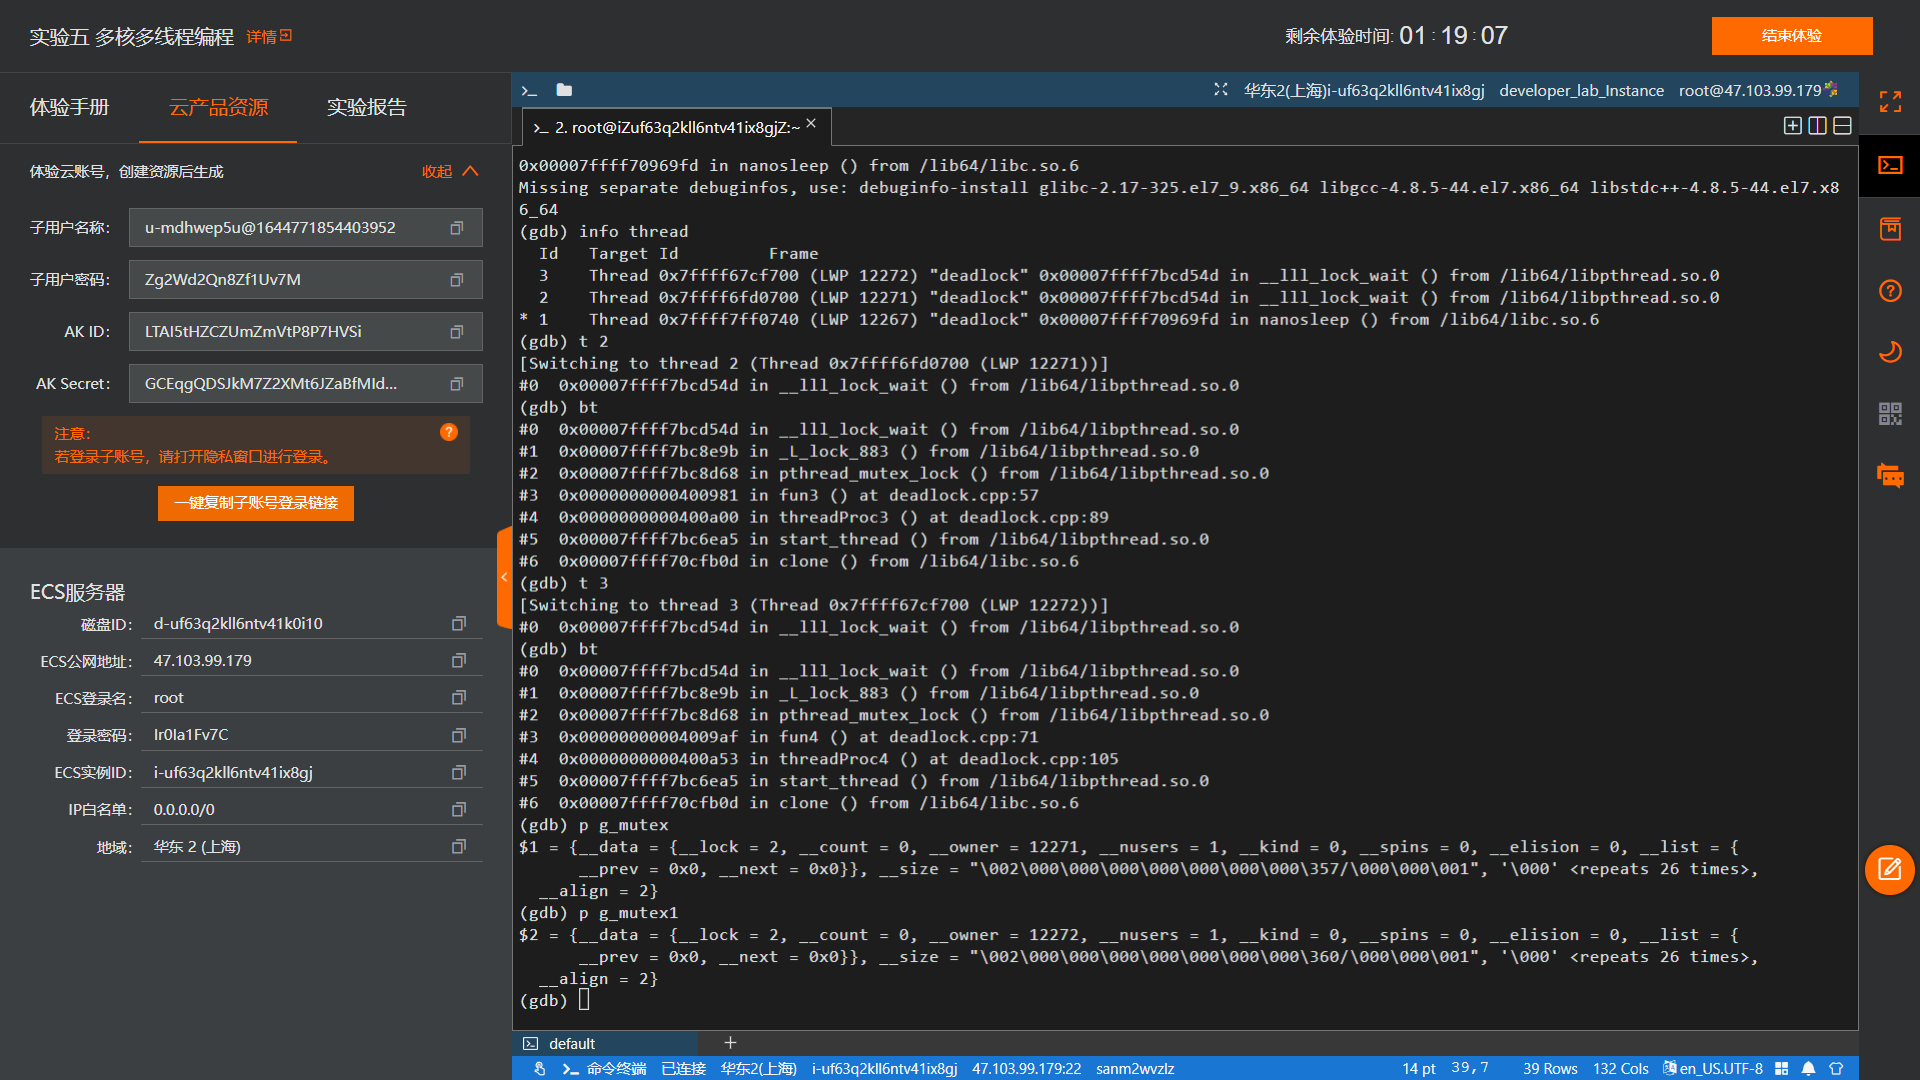 实验五 多核多线程编程 详情
剩余体验时间: 01 : 19 : 07
结束体验
体验手册 云产品资源 实验报告
体验云账号，创建资源后生成 收起
子用户名称： u-mdhwep5u@1644771854403952
子用户密码： Zg2Wd2Qn8Zf1Uv7M
AK ID： LTAI5tHZCZUmZmVtP8P7HVSi
AK Secret： GCEqgQDSJkM7Z2XMt6JZaBfMId...
注意：
若登录子账号，请打开隐私窗口进行登录。
一键复制子账号登录链接
ECS服务器
磁盘ID： d-uf63q2kll6ntv41k0i10
ECS公网地址： 47.103.99.179
ECS登录名： root
登录密码： Ir0Ia1Fv7C
ECS实例ID： i-uf63q2kll6ntv41ix8gj
IP白名单： 0.0.0.0/0
地域： 华东 2 (上海)
华东2(上海)i-uf63q2kll6ntv41ix8gj developer_lab_Instance root@47.103.99.179
2. root@iZuf63q2kll6ntv41ix8gjZ:~
0x00007ffff70969fd in nanosleep () from /lib64/libc.so.6
Missing separate debuginfos, use: debuginfo-install glibc-2.17-325.el7_9.x86_64 libgcc-4.8.5-44.el7.x86_64 libstdc++-4.8.5-44.el7.x8
6_64
(gdb) info thread
Id Target Id Frame
3 Thread 0x7ffff67cf700 (LWP 12272) "deadlock" 0x00007ffff7bcd54d in __lll_lock_wait () from /lib64/libpthread.so.0
2 Thread 0x7ffff6fd0700 (LWP 12271) "deadlock" 0x00007ffff7bcd54d in __lll_lock_wait () from /lib64/libpthread.so.0
* 1 Thread 0x7ffff7ff0740 (LWP 12267) "deadlock" 0x00007ffff70969fd in nanosleep () from /lib64/libc.so.6
(gdb) t 2
[Switching to thread 2 (Thread 0x7ffff6fd0700 (LWP 12271))]
#0 0x00007ffff7bcd54d in __lll_lock_wait () from /lib64/libpthread.so.0
(gdb) bt
#0 0x00007ffff7bcd54d in __lll_lock_wait () from /lib64/libpthread.so.0
#1 0x00007ffff7bc8e9b in _L_lock_883 () from /lib64/libpthread.so.0
#2 0x00007ffff7bc8d68 in pthread_mutex_lock () from /lib64/libpthread.so.0
#3 0x0000000000400981 in fun3 () at deadlock.cpp:57
#4 0x0000000000400a00 in threadProc3 () at deadlock.cpp:89
#5 0x00007ffff7bc6ea5 in start_thread () from /lib64/libpthread.so.0
#6 0x00007ffff70cfb0d in clone () from /lib64/libc.so.6
(gdb) t 3
[Switching to thread 3 (Thread 0x7ffff67cf700 (LWP 12272))]
#0 0x00007ffff7bcd54d in __lll_lock_wait () from /lib64/libpthread.so.0
(gdb) bt
#0 0x00007ffff7bcd54d in __lll_lock_wait () from /lib64/libpthread.so.0
#1 0x00007ffff7bc8e9b in _L_lock_883 () from /lib64/libpthread.so.0
#2 0x00007ffff7bc8d68 in pthread_mutex_lock () from /lib64/libpthread.so.0
#3 0x00000000004009af in fun4 () at deadlock.cpp:71
#4 0x0000000000400a53 in threadProc4 () at deadlock.cpp:105
#5 0x00007ffff7bc6ea5 in start_thread () from /lib64/libpthread.so.0
#6 0x00007ffff70cfb0d in clone () from /lib64/libc.so.6
(gdb) p g_mutex
$1 = {__data = {__lock = 2, __count = 0, __owner = 12271, __nusers = 1, __kind = 0, __spins = 0, __elision = 0, __list = {
__prev = 0x0, __next = 0x0}}, __size = "\002\000\000\000\000\000\000\000\357/\000\000\001", '\000' <repeats 26 times>,
__align = 2}
(gdb) p g_mutex1
$2 = {__data = {__lock = 2, __count = 0, __owner = 12272, __nusers = 1, __kind = 0, __spins = 0, __elision = 0, __list = {
__prev = 0x0, __next = 0x0}}, __size = "\002\000\000\000\000\000\000\000\360/\000\000\001", '\000' <repeats 26 times>,
__align = 2}
(gdb)
default
命令终端 已连接 华东2(上海) i-uf63q2kll6ntv41ix8gj 47.103.99.179:22 sanm2wvzlz 14 pt 39,7 39 Rows 132 Cols en_US.UTF-8